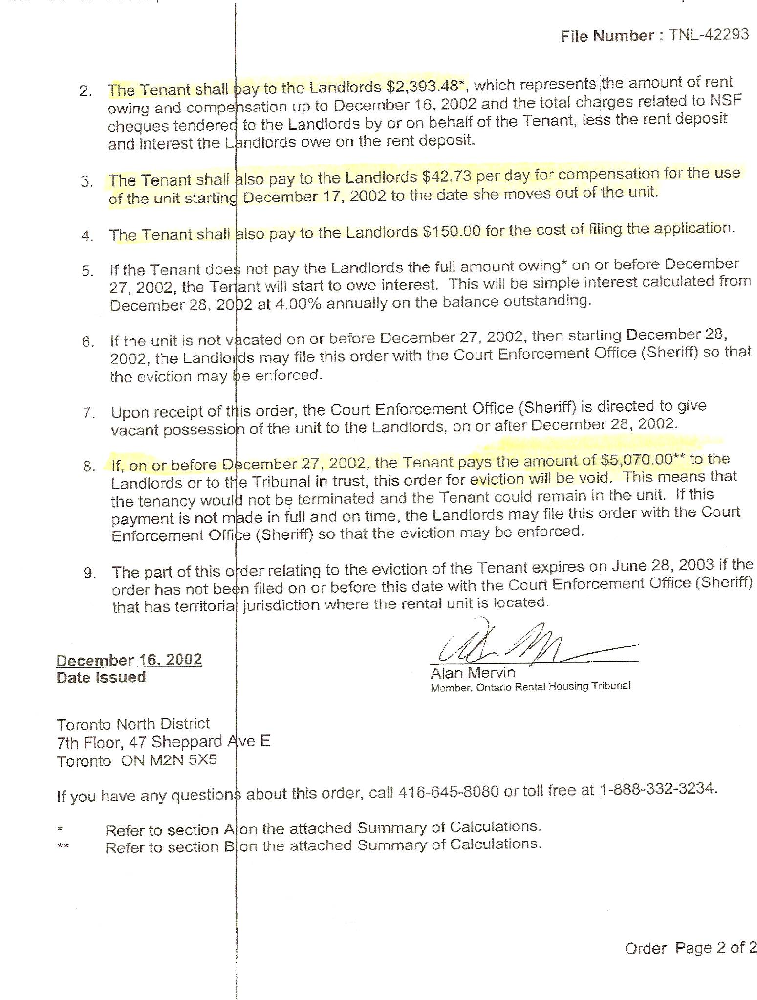 File Number : TNL-42293
2. The Tenant shall pay to the Landlords $2,393.48*, which represents the amount of rent
owing and compensation up to December 16, 2002 and the total charges related to NSF
cheques tendered to the Landlords by or on behalf of the Tenant, less the rent deposit
and interest the Landlords owe on the rent deposit.
3. The Tenant shall also pay to the Landlords $42.73 per day for compensation for the use
of the unit starting December 17, 2002 to the date she moves out of the unit.
4. The Tenant shall also pay to the Landlords $150.00 for the cost of filing the application.
5. If the Tenant does not pay the Landlords the full amount owing* on or before December
27, 2002, the Tenant will start to owe interest. This will be simple interest calculated from
December 28, 2002 at 4.00% annually on the balance outstanding.
6. If the unit is not vacated on or before December 27, 2002, then starting December 28,
2002, the Landlords may file this order with the Court Enforcement Office (Sheriff) so that
the eviction may be enforced.
7. Upon receipt of this order, the Court Enforcement Office (Sheriff) is directed to give
vacant possession of the unit to the Landlords, on or after December 28, 2002.
8. If, on or before December 27, 2002, the Tenant pays the amount of $5,070.00** to the
Landlords or to the Tribunal in trust, this order for eviction will be void. This means that
the tenancy would not be terminated and the Tenant could remain in the unit. If this
payment is not made in full and on time, the Landlords may file this order with the Court
Enforcement Office (Sheriff) so that the eviction may be enforced.
9. The part of this order relating to the eviction of the Tenant expires on June 28, 2003 if the
order has not been filed on or before this date with the Court Enforcement Office (Sheriff)
that has territorial jurisdiction where the rental unit is located.
December 16, 2002
Date Issued
Alan Mervin
Member, Ontario Rental Housing Tribunal
Toronto North District
7th Floor, 47 Sheppard Ave E
Toronto ON M2N 5X5
If you have any questions about this order, call 416-645-8080 or toll free at 1-888-332-3234.
* Refer to section A on the attached Summary of Calculations.
** Refer to section B on the attached Summary of Calculations.
Order Page 2 of 2